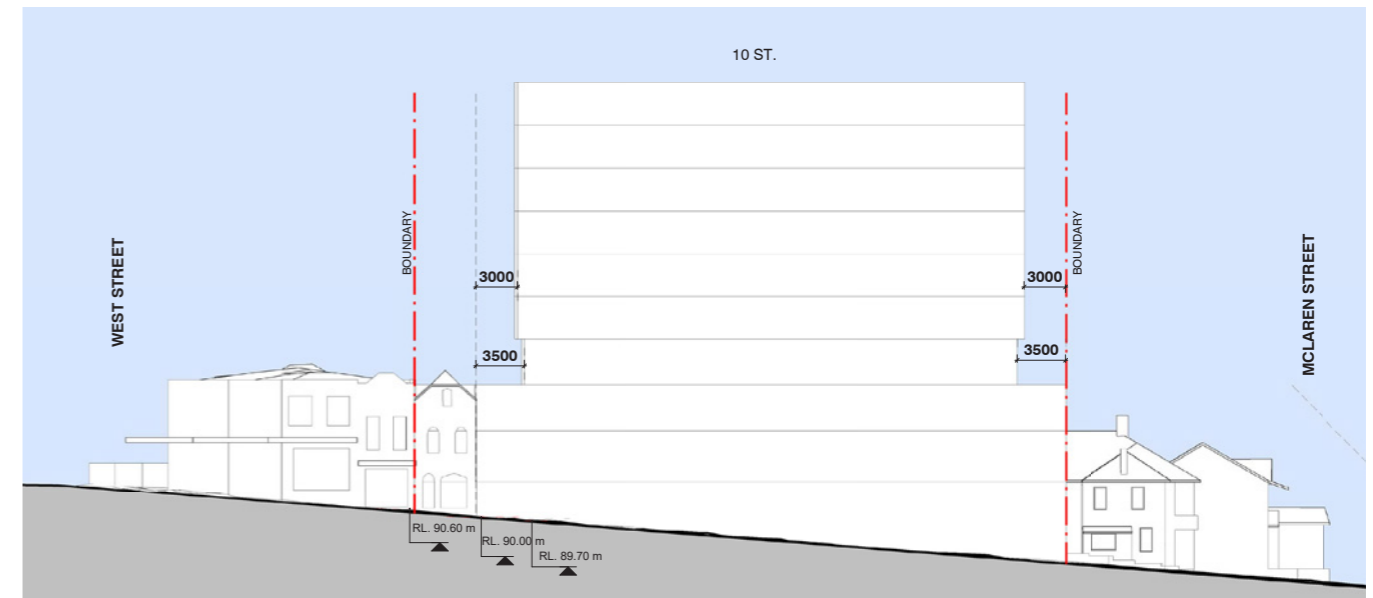 10 ST.
WEST STREET
BOUNDARY
BOUNDARY
MCLAREN STREET
3000
3000
3500
3500
RL. 90.60 m
RL. 90.00 m
RL. 89.70 m